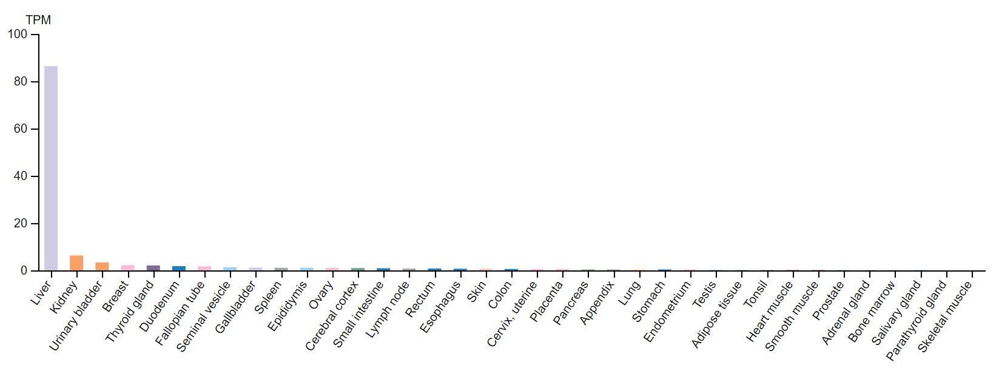 TPM
100
80
60
40
20
0
Liver
Kidney
Urinary bladder
Breast
Thyroid gland
Duodenum
Fallopian tube
Seminal vesicle
Gallbladder
Spleen
Epididymis
Ovary
Cerebral cortex
Small intestine
Lymph node
Rectum
Esophagus
Skin
Colon
Cervix, uterine
Placenta
Pancreas
Appendix
Lung
Stomach
Endometrium
Testis
Adipose tissue
Tonsil
Heart muscle
Smooth muscle
Prostate
Adrenal gland
Bone marrow
Salivary gland
Parathyroid gland
Skeletal muscle